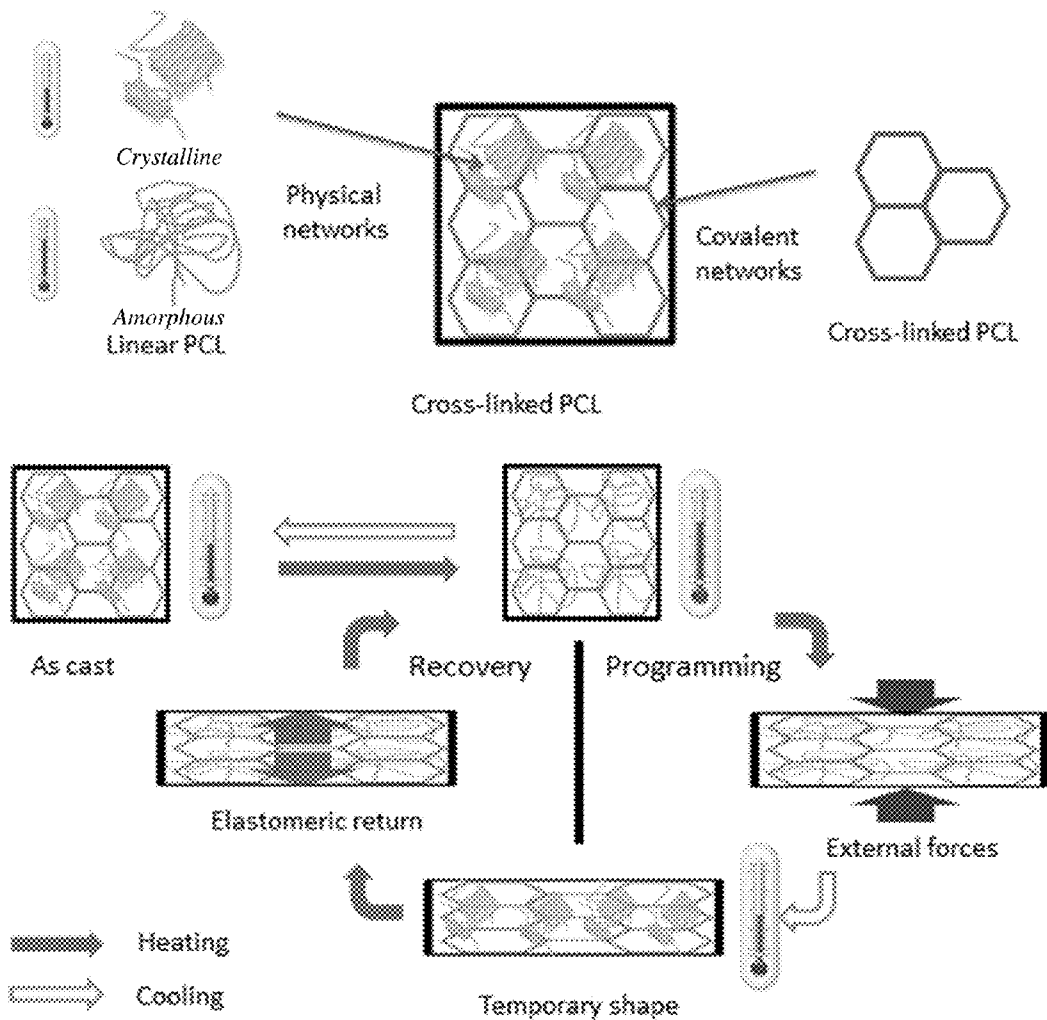 Crystalline
Physical
networks
Amorphous
Linear PCL
Covalent
networks
Cross-linked PCL
Cross-linked PCL
As cast
Recovery
Programming
Elastomeric return
External forces
Heating
Cooling
Temporary shape